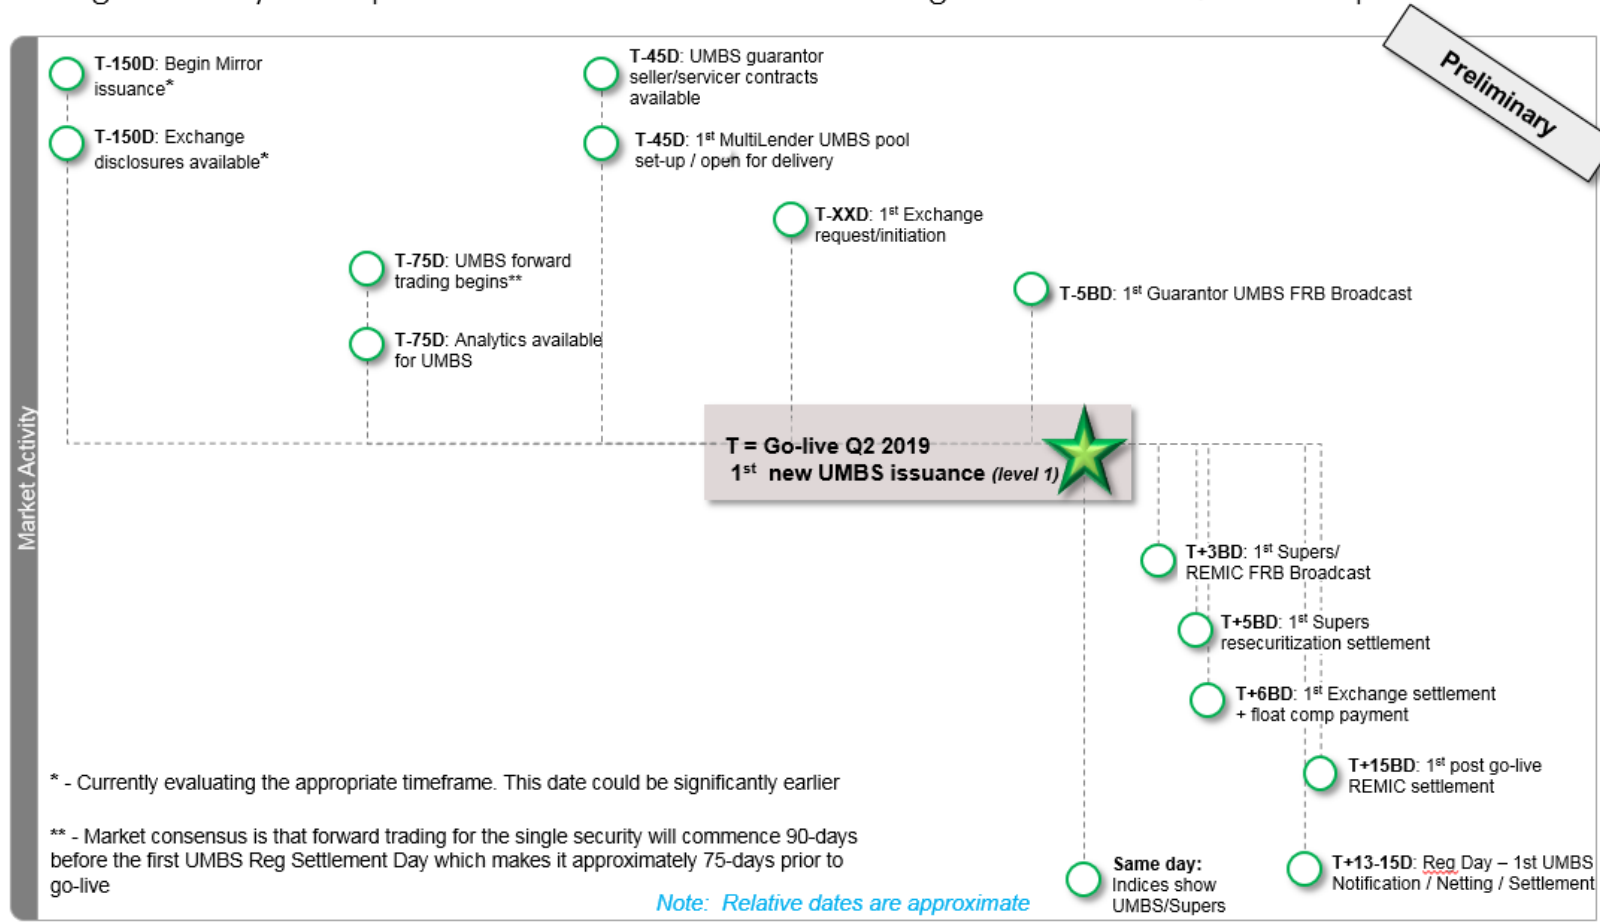 Preliminary
Market Activity
T-150D: Begin Mirror
issuance*
T-150D: Exchange
disclosures available*
T-45D: UMBS guarantor
seller/servicer contracts
available
T-45D: 1st MultiLender UMBS pool
set-up / open for delivery
T-XXD: 1st Exchange
request/initiation
T-75D: UMBS forward
trading begins**
T-75D: Analytics available
for UMBS
T-5BD: 1st Guarantor UMBS FRB Broadcast
T = Go-live Q2 2019
1st new UMBS issuance (level 1)
T+3BD: 1st Supers/
REMIC FRB Broadcast
T+5BD: 1st Supers
resecuritization settlement
T+6BD: 1st Exchange settlement
+ float comp payment
T+15BD: 1st post go-live
REMIC settlement
T+13-15D: Reg Day – 1st UMBS
Notification / Netting / Settlement
Same day:
Indices show
UMBS/Supers
* - Currently evaluating the appropriate timeframe. This date could be significantly earlier
** - Market consensus is that forward trading for the single security will commence 90-days
before the first UMBS Reg Settlement Day which makes it approximately 75-days prior to
go-live
Note: Relative dates are approximate